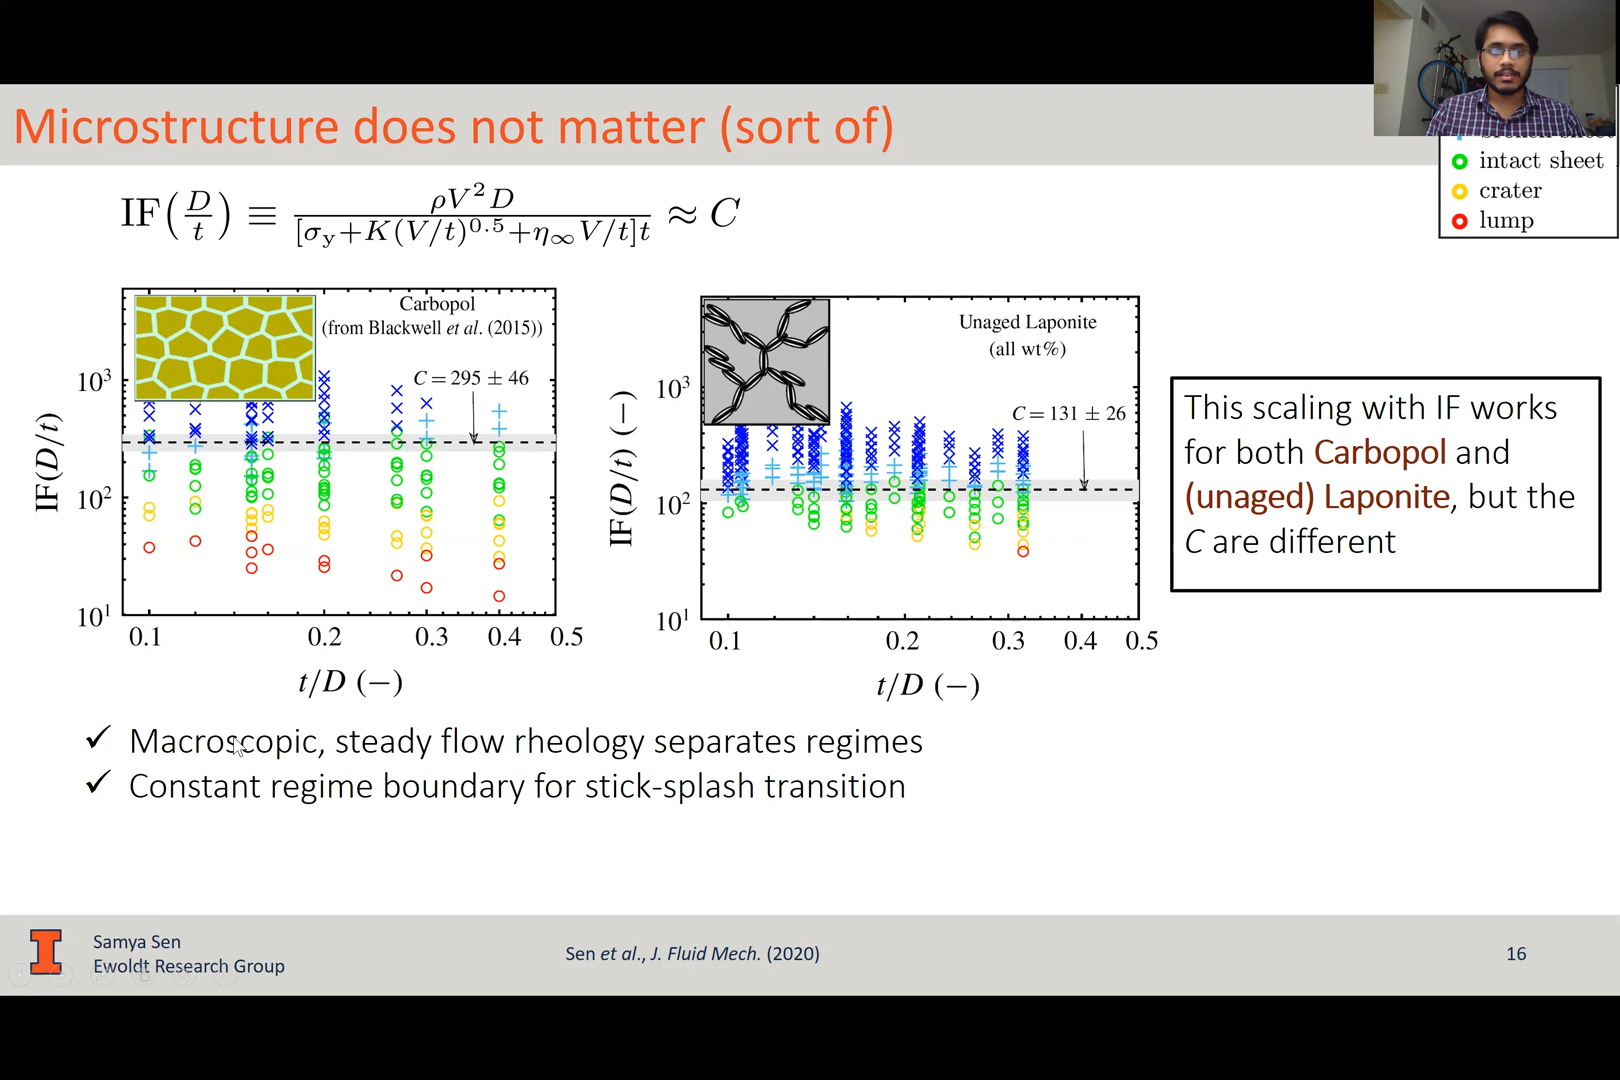 Microstructure does not matter (sort of)
IF(D/t) ≡ ρV²D / [σy+K(V/t)^0.5+η∞V/t]t ≈ C
intact sheet
crater
lump
Carbopol
(from Blackwell et al. (2015))
C = 295 ± 46
IF(D/t) (−)
10³
10²
10¹
0.1 0.2 0.3 0.4 0.5
t/D (−)
Unaged Laponite
(all wt%)
C = 131 ± 26
IF(D/t) (−)
10³
10²
10¹
0.1 0.2 0.3 0.4 0.5
t/D (−)
This scaling with IF works
for both Carbopol and
(unaged) Laponite, but the
C are different
✓ Macroscopic, steady flow rheology separates regimes
✓ Constant regime boundary for stick-splash transition
Samya Sen
Ewoldt Research Group
Sen et al., J. Fluid Mech. (2020)
16